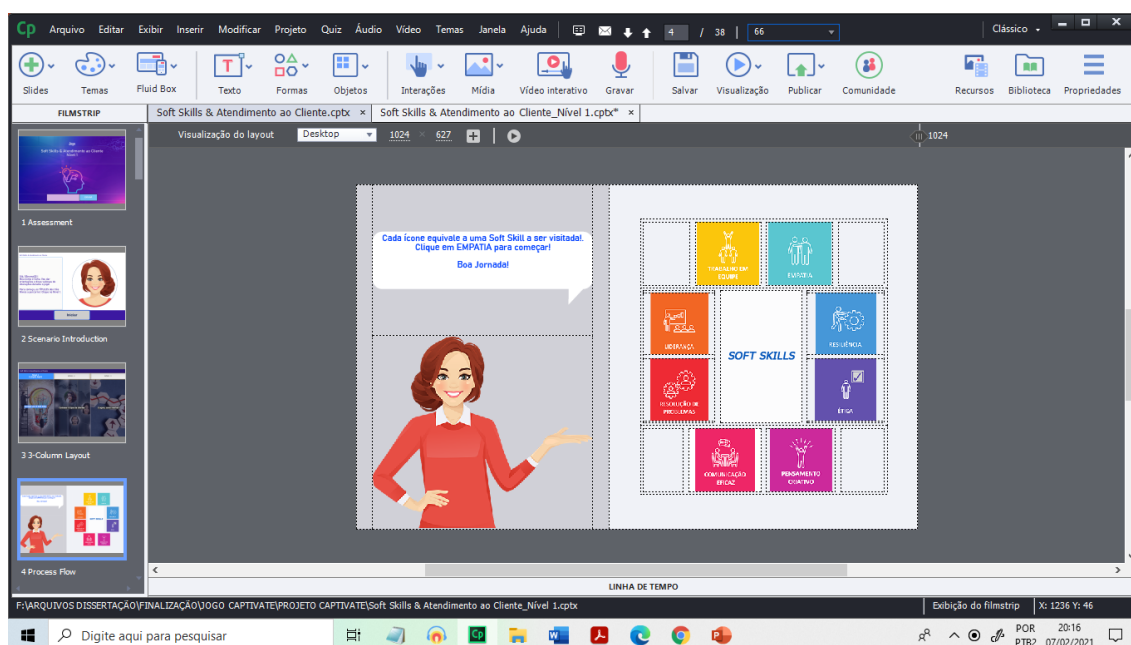 Cp Arquivo Editar Exibir Inserir Modificar Projeto Quiz Áudio Vídeo Temas Janela Ajuda 4 / 38 66 Clássico
Slides Temas Fluid Box Texto Formas Objetos Interações Mídia Vídeo interativo Gravar Salvar Visualização Publicar Comunidade Recursos Biblioteca Propriedades
FILMSTRIP Soft Skills & Atendimento ao Cliente.cptx × Soft Skills & Atendimento ao Cliente_Nível 1.cptx* ×
Visualização do layout Desktop 1024 627 1024
1 Assessment
2 Scenario Introduction
3 3-Column Layout
4 Process Flow
Cada ícone equivale a uma Soft Skill a ser visitada!.
Clique em EMPATIA para começar!
Boa Jornada!
TRABALHO EM
EQUIPE
EMPATIA
LIDERANÇA
RESILIÊNCIA
SOFT SKILLS
RESOLUÇÃO DE
PROBLEMAS
ÉTICA
COMUNICAÇÃO
EFICAZ
PENSAMENTO
CRIATIVO
LINHA DE TEMPO
F:\ARQUIVOS DISSERTAÇÃO\FINALIZAÇÃO\JOGO CAPTIVATE\PROJETO CAPTIVATE\Soft Skills & Atendimento ao Cliente_Nível 1.cptx Exibição do filmstrip X: 1236 Y: 46
Digite aqui para pesquisar
POR 20:16
PTB2 07/02/2021